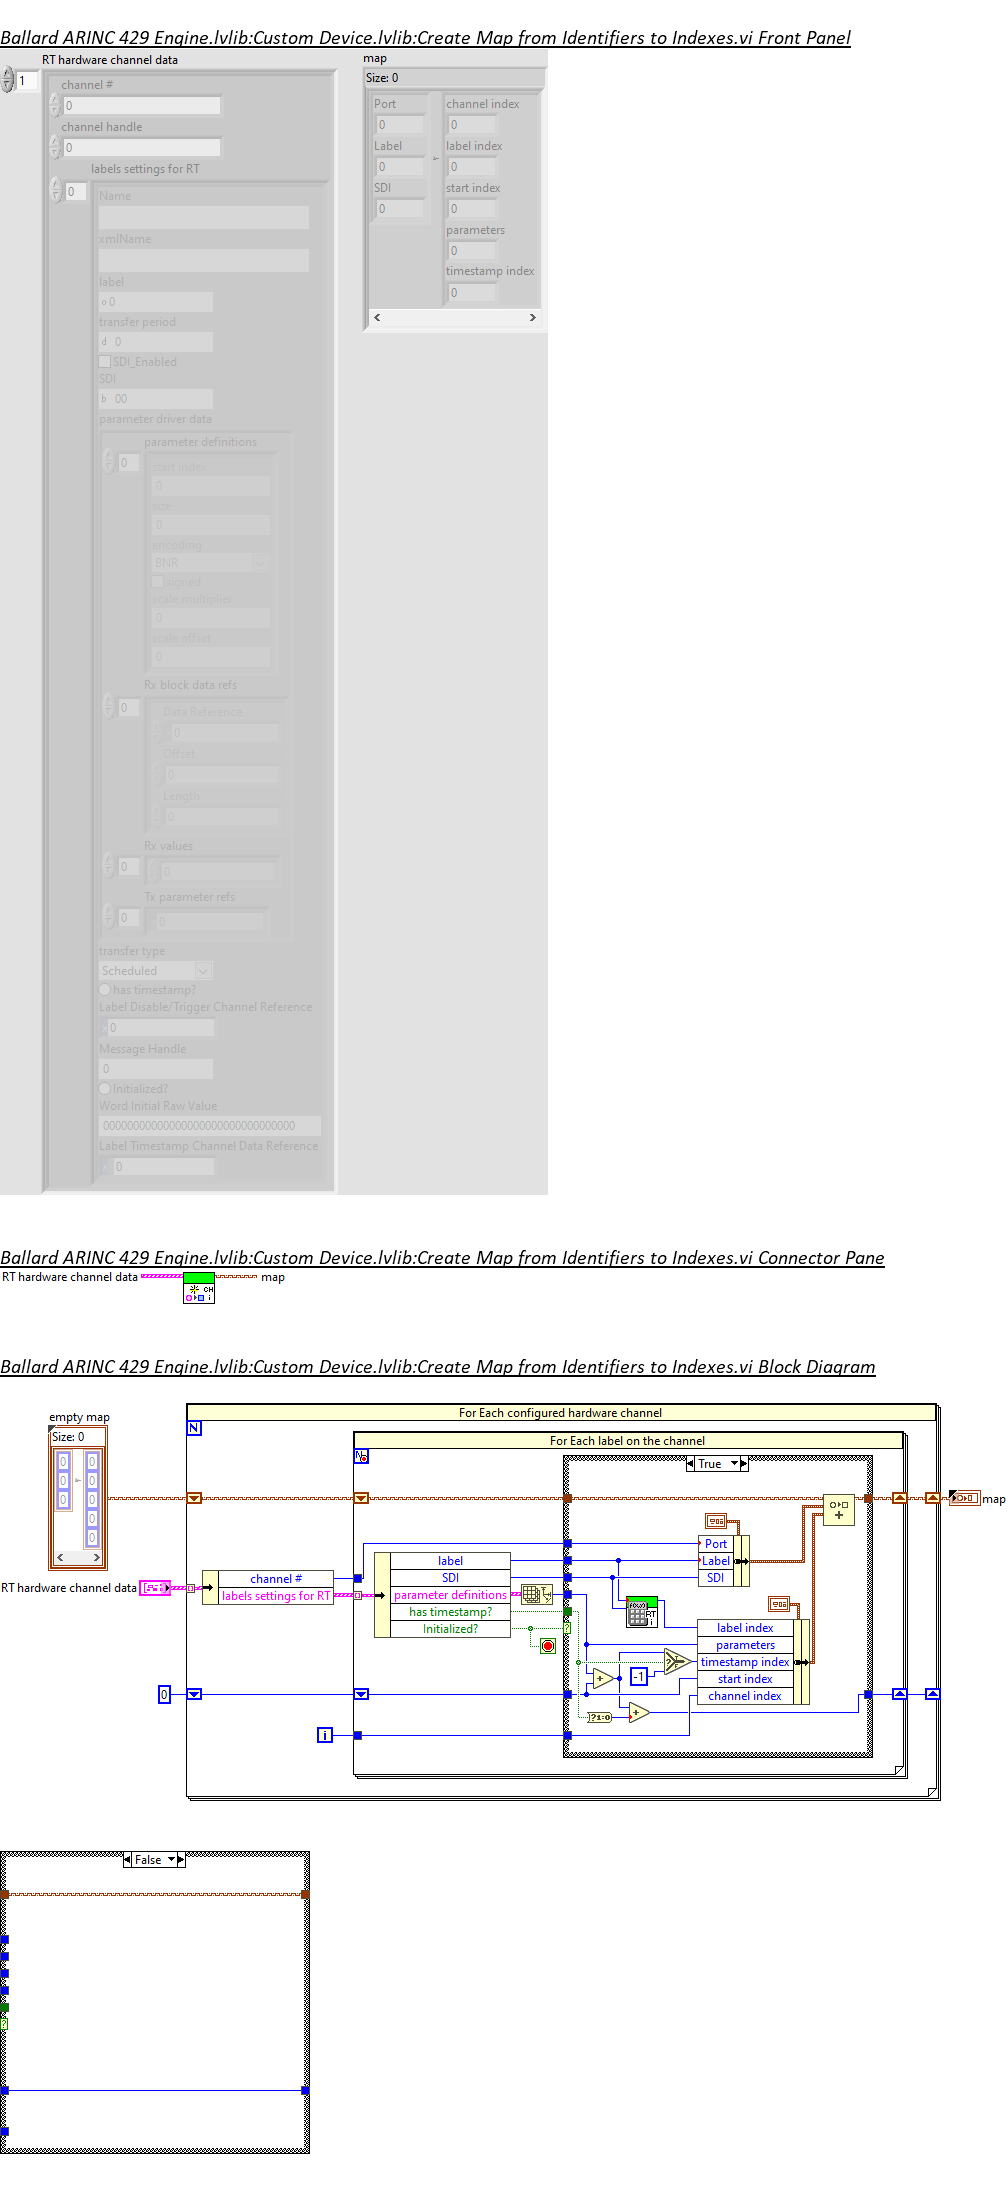 Ballard ARINC 429 Engine.lvlib:Custom Device.lvlib:Create Map from Identifiers to Indexes.vi Front Panel
RT hardware channel data
1
channel #
0
channel handle
0
labels settings for RT
0
Name
xmlName
label
o 0
transfer period
d 0
SDI_Enabled
SDI
b 00
parameter driver data
parameter definitions
0
start index
0
size
0
encoding
BNR
signed
scale multiplier
0
scale offset
0
Rx block data refs
0
Data Reference
0
Offset
0
Length
0
Rx values
0
0
Tx parameter refs
0
0
transfer type
Scheduled
has timestamp?
Label Disable/Trigger Channel Reference
0
Message Handle
0
Initialized?
Word Initial Raw Value
00000000000000000000000000000000
Label Timestamp Channel Data Reference
0
map
Size: 0
Port
0
Label
0
SDI
0
channel index
0
label index
0
start index
0
parameters
0
timestamp index
0
Ballard ARINC 429 Engine.lvlib:Custom Device.lvlib:Create Map from Identifiers to Indexes.vi Connector Pane
RT hardware channel data
CH
i
map
Ballard ARINC 429 Engine.lvlib:Custom Device.lvlib:Create Map from Identifiers to Indexes.vi Block Diagram
empty map
Size: 0
0 0
0 0
0 0
0
0
For Each configured hardware channel
N
For Each label on the channel
N
True
map
RT hardware channel data
channel #
labels settings for RT
label
SDI
parameter definitions
has timestamp?
Initialized?
Port
Label
SDI
RT
i
label index
parameters
timestamp index
start index
channel index
-1
?1:0
0
i
?
False
?